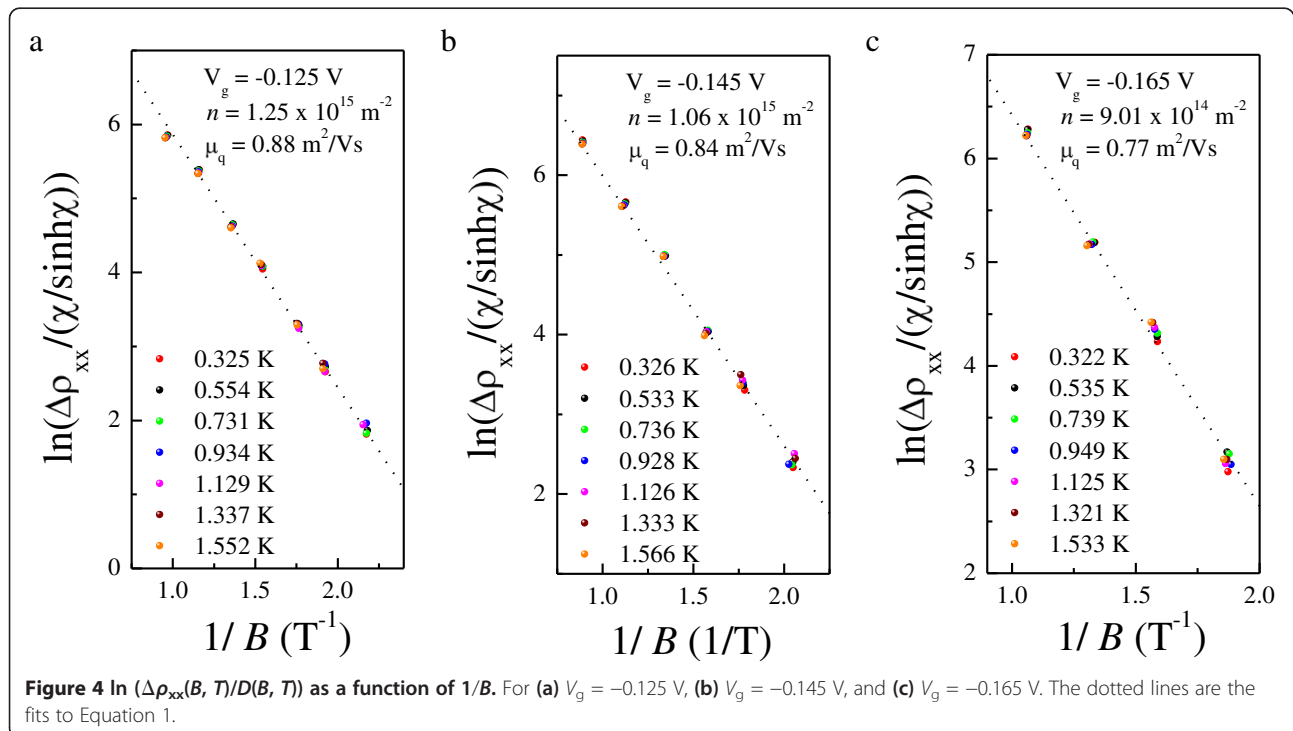 a
V_g = -0.125 V
n = 1.25 x 10^15 m^-2
μ_q = 0.88 m^2/Vs
ln(Δρ_xx/(χ/sinhχ))
6
4
2
0
0.325 K
0.554 K
0.731 K
0.934 K
1.129 K
1.337 K
1.552 K
1.0
1.5
2.0
1/ B (T^-1)
b
V_g = -0.145 V
n = 1.06 x 10^15 m^-2
μ_q = 0.84 m^2/Vs
ln(Δρ_xx/(χ/sinhχ))
6
4
2
0.326 K
0.533 K
0.736 K
0.928 K
1.126 K
1.333 K
1.566 K
1.0
1.5
2.0
1/ B (1/T)
c
V_g = -0.165 V
n = 9.01 x 10^14 m^-2
μ_q = 0.77 m^2/Vs
ln(Δρ_xx/(χ/sinhχ))
7
6
5
4
3
2
0.322 K
0.535 K
0.739 K
0.949 K
1.125 K
1.321 K
1.533 K
1.0
1.5
2.0
1/ B (T^-1)
Figure 4 ln (Δρxx(B, T)/D(B, T)) as a function of 1/B. For (a) Vg = −0.125 V, (b) Vg = −0.145 V, and (c) Vg = −0.165 V. The dotted lines are the
fits to Equation 1.